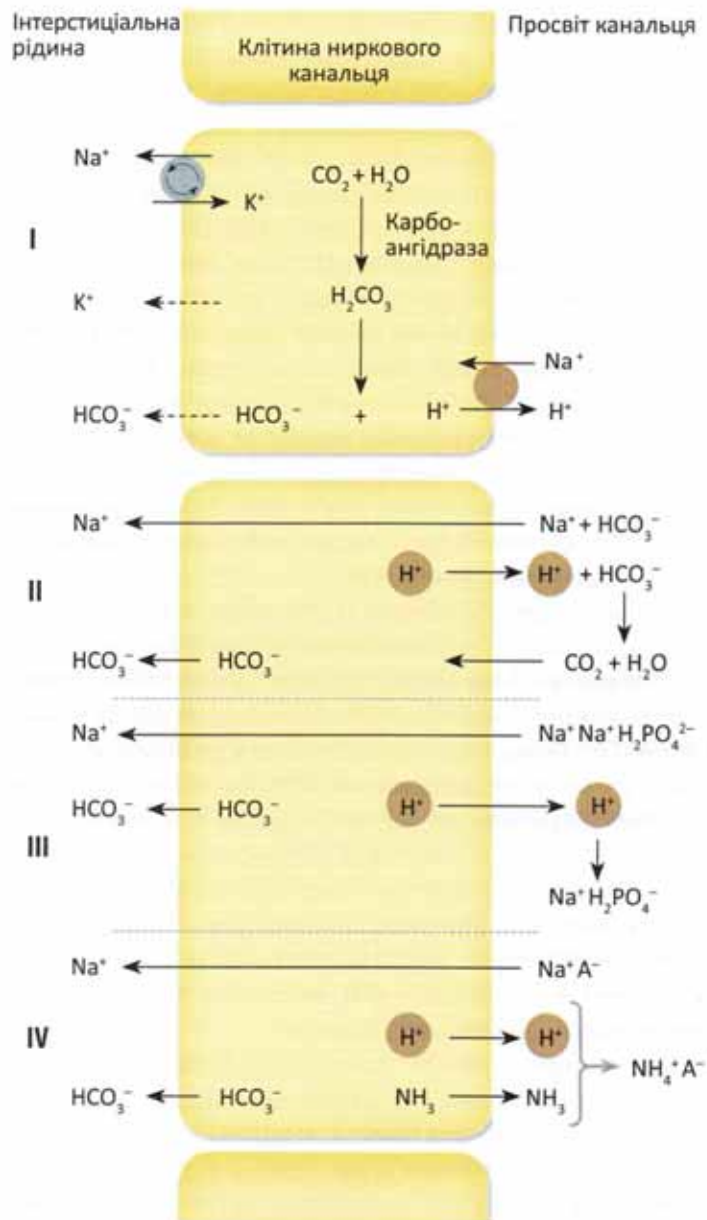 Інтерстиціальна рідина
Клітина ниркового канальця
Просвіт канальця
I
Na⁺
K⁺
CO₂ + H₂O
Карбо-
ангідраза
K⁺
H₂CO₃
Na⁺
HCO₃⁻ HCO₃⁻ + H⁺ H⁺
II
Na⁺ Na⁺ + HCO₃⁻
H⁺ H⁺ + HCO₃⁻
HCO₃⁻ HCO₃⁻ CO₂ + H₂O
III
Na⁺ Na⁺ Na⁺ H₂PO₄²⁻
HCO₃⁻ HCO₃⁻ H⁺ H⁺
Na⁺ H₂PO₄⁻
IV
Na⁺ Na⁺ A⁻
H⁺ H⁺
NH₄⁺ A⁻
HCO₃⁻ HCO₃⁻ NH₃ NH₃